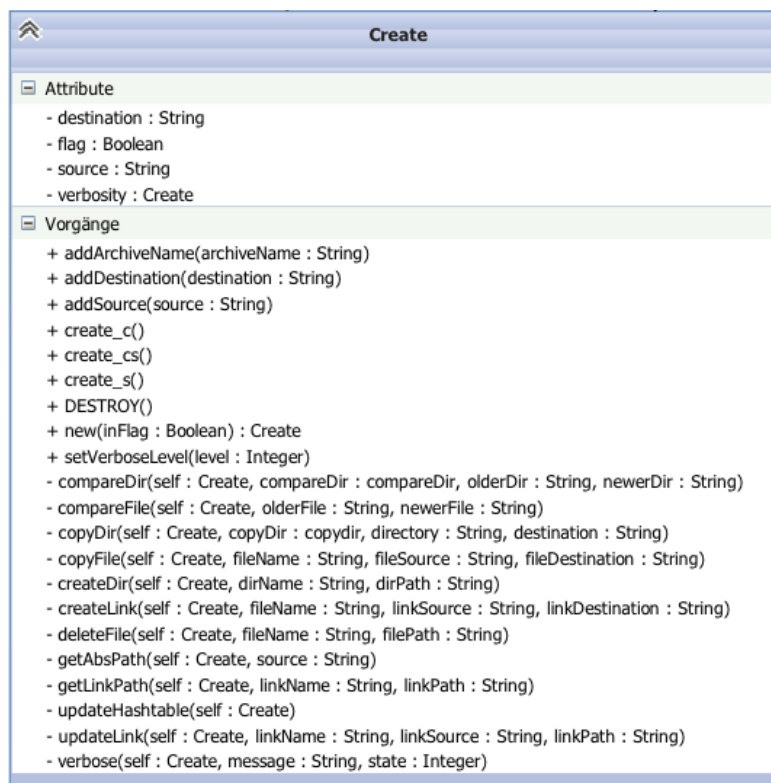 Create
Attribute
- destination : String
- flag : Boolean
- source : String
- verbosity : Create
Vorgänge
+ addArchiveName(archiveName : String)
+ addDestination(destination : String)
+ addSource(source : String)
+ create_c()
+ create_cs()
+ create_s()
+ DESTROY()
+ new(inFlag : Boolean) : Create
+ setVerboseLevel(level : Integer)
- compareDir(self : Create, compareDir : compareDir, olderDir : String, newerDir : String)
- compareFile(self : Create, olderFile : String, newerFile : String)
- copyDir(self : Create, copyDir : copydir, directory : String, destination : String)
- copyFile(self : Create, fileName : String, fileSource : String, fileDestination : String)
- createDir(self : Create, dirName : String, dirPath : String)
- createLink(self : Create, fileName : String, linkSource : String, linkDestination : String)
- deleteFile(self : Create, fileName : String, filePath : String)
- getAbsPath(self : Create, source : String)
- getLinkPath(self : Create, linkName : String, linkPath : String)
- updateHashtable(self : Create)
- updateLink(self : Create, linkName : String, linkSource : String, linkPath : String)
- verbose(self : Create, message : String, state : Integer)